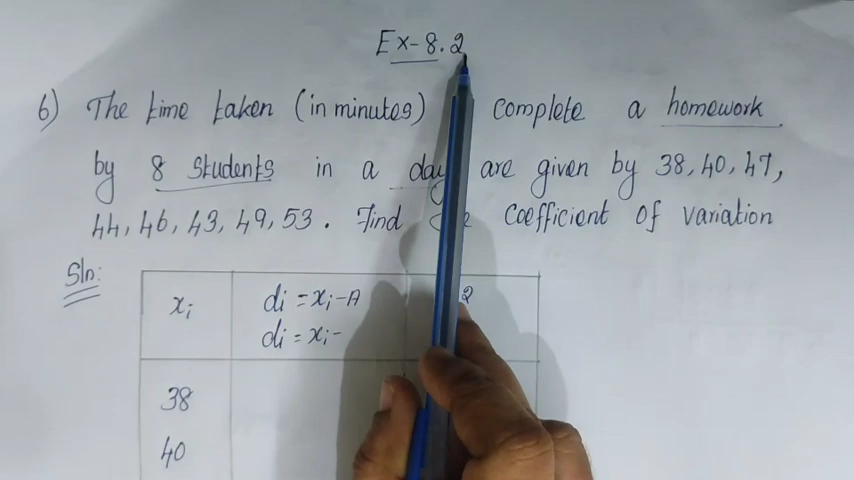 Ex-8.2
6) The time taken (in minutes) complete a homework
by 8 Students in a day are given by 38, 40, 47,
44, 46, 43, 49, 53. Find coefficient of variation
Sln:
xi di = xi-A 2
di = xi-
38
40